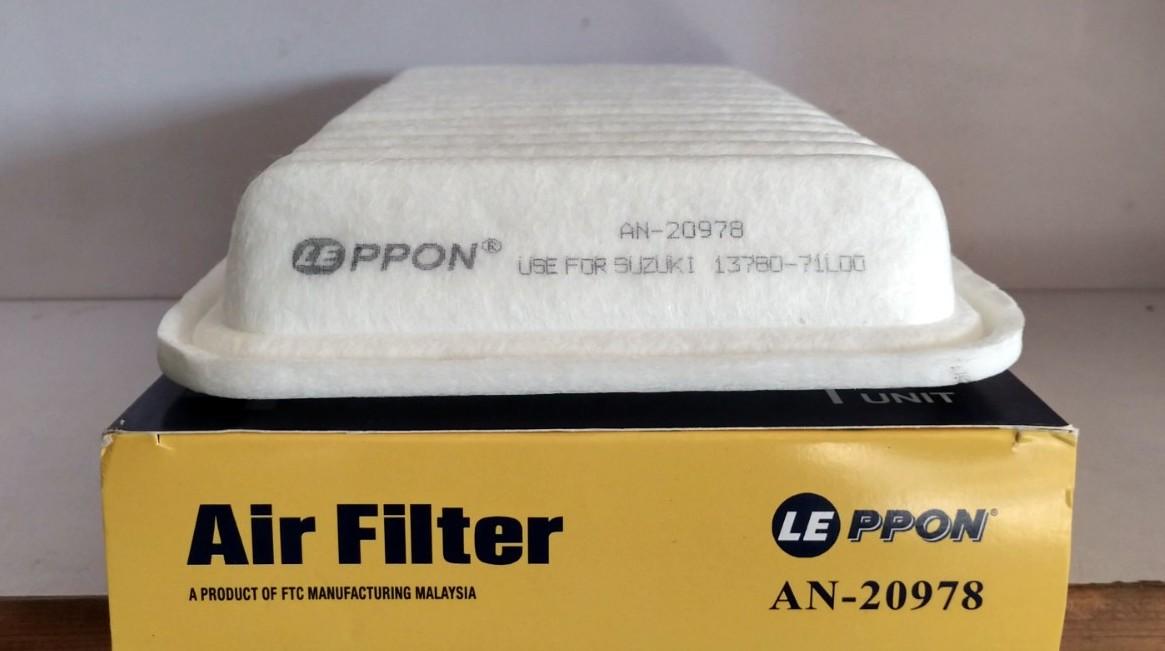 AN-20978
LEPPON®
USE FOR SUZUKI 13780-71L00
1 UNIT
Air Filter
A PRODUCT OF FTC MANUFACTURING MALAYSIA
LEPPON®
AN-20978